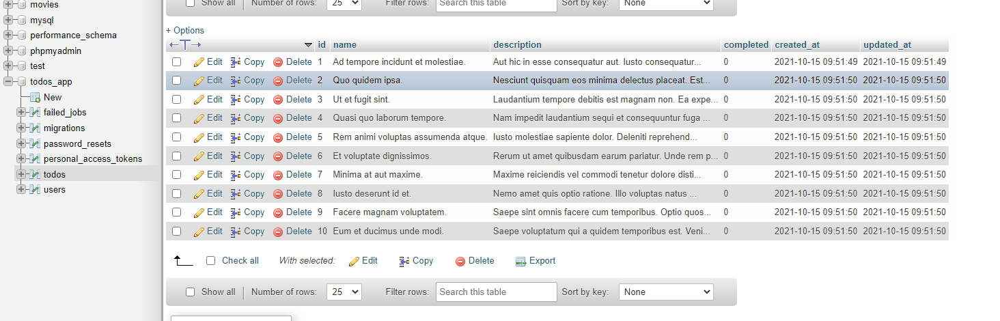 movies
mysql
performance_schema
phpmyadmin
test
todos_app
New
failed_jobs
migrations
password_resets
personal_access_tokens
todos
users
Show all Number of rows: 25 Filter rows: Search this table Sort by key: None
+ Options
id name description completed created_at updated_at
Edit Copy Delete 1 Ad tempore incidunt et molestiae. Aut hic in esse consequatur aut. Iusto consequatur... 0 2021-10-15 09:51:49 2021-10-15 09:51:49
Edit Copy Delete 2 Quo quidem ipsa. Nesciunt quisquam eos minima delectus placeat. Est... 0 2021-10-15 09:51:50 2021-10-15 09:51:50
Edit Copy Delete 3 Ut et fugit sint. Laudantium tempore debitis est magnam non. Ea expe... 0 2021-10-15 09:51:50 2021-10-15 09:51:50
Edit Copy Delete 4 Quasi quo laborum tempore. Nam impedit laudantium sequi et consequuntur fuga ... 0 2021-10-15 09:51:50 2021-10-15 09:51:50
Edit Copy Delete 5 Rem animi voluptas assumenda atque. Iusto molestiae sapiente dolor. Deleniti reprehend... 0 2021-10-15 09:51:50 2021-10-15 09:51:50
Edit Copy Delete 6 Et voluptate dignissimos. Rerum ut amet quibusdam earum pariatur. Unde rem p... 0 2021-10-15 09:51:50 2021-10-15 09:51:50
Edit Copy Delete 7 Minima at aut maxime. Maxime reiciendis vel commodi tenetur dolore disti... 0 2021-10-15 09:51:50 2021-10-15 09:51:50
Edit Copy Delete 8 Iusto deserunt id et. Nemo amet quis optio ratione. Illo voluptas natus ... 0 2021-10-15 09:51:50 2021-10-15 09:51:50
Edit Copy Delete 9 Facere magnam voluptatem. Saepe sint omnis facere cum temporibus. Optio quos... 0 2021-10-15 09:51:50 2021-10-15 09:51:50
Edit Copy Delete 10 Eum et ducimus unde modi. Saepe voluptatum qui a quidem temporibus est. Veni... 0 2021-10-15 09:51:50 2021-10-15 09:51:50
Check all With selected: Edit Copy Delete Export
Show all Number of rows: 25 Filter rows: Search this table Sort by key: None